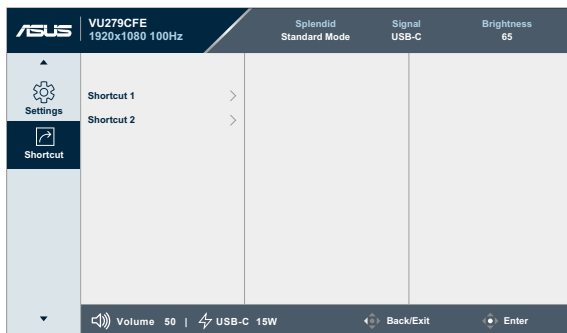 ASUS
VU279CFE
1920x1080 100Hz
Splendid
Standard Mode
Signal
USB-C
Brightness
65
Settings
Shortcut
Shortcut 1
Shortcut 2
Volume 50 | USB-C 15W
Back/Exit
Enter